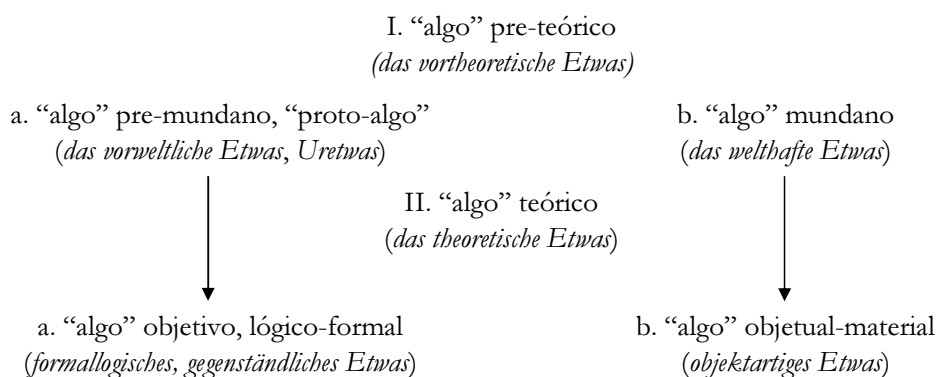 I. “algo” pre-teórico
(das vortheoretische Etwas)
a. “algo” pre-mundano, “proto-algo”
(das vorweltliche Etwas, Uretwas)
b. “algo” mundano
(das welthafte Etwas)
II. “algo” teórico
(das theoretische Etwas)
a. “algo” objetivo, lógico-formal
(formallogisches, gegenständliches Etwas)
b. “algo” objetual-material
(objektartiges Etwas)